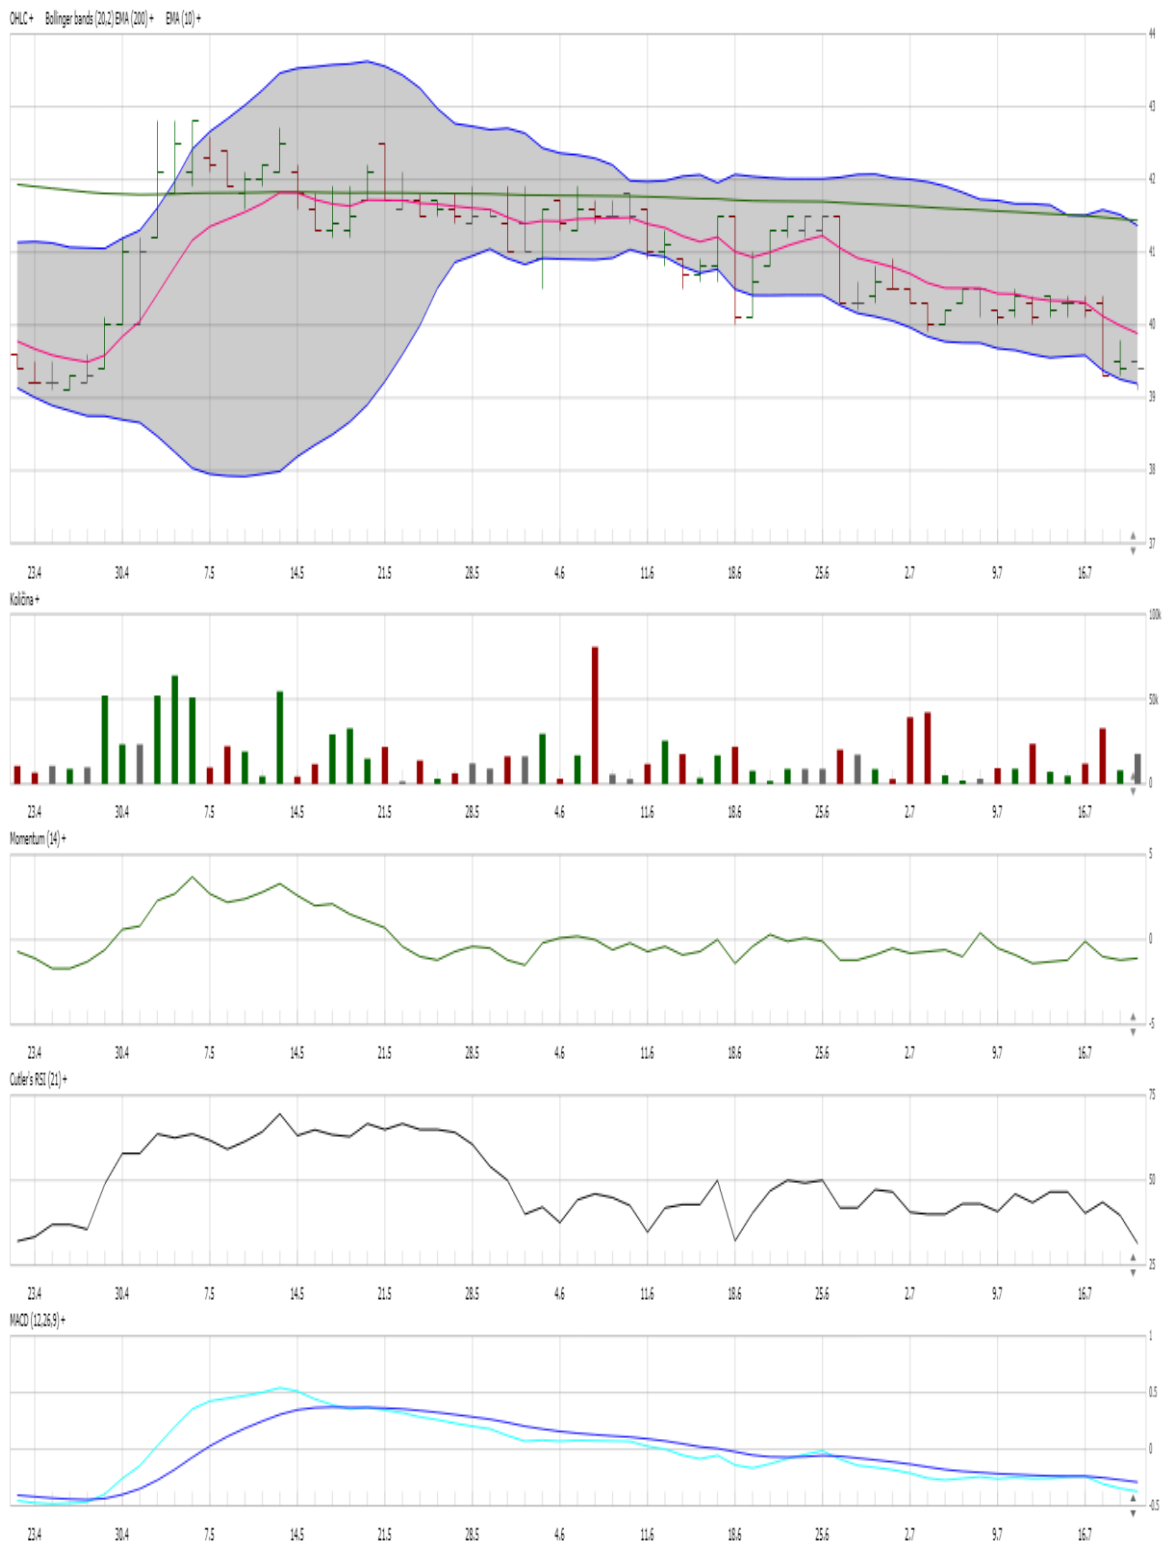 OHLC + Bollinger bands (20,2) EMA (200) + EMA (10) +
44
43
42
41
40
39
38
37
23.4 30.4 7.5 14.5 21.5 28.5 4.6 11.6 18.6 25.6 2.7 9.7 16.7
Količina +
100k
50k
0
23.4 30.4 7.5 14.5 21.5 28.5 4.6 11.6 18.6 25.6 2.7 9.7 16.7
Momentum (14) +
5
0
-5
23.4 30.4 7.5 14.5 21.5 28.5 4.6 11.6 18.6 25.6 2.7 9.7 16.7
Cutler's RSI (21) +
75
50
25
23.4 30.4 7.5 14.5 21.5 28.5 4.6 11.6 18.6 25.6 2.7 9.7 16.7
MACD (12,26,9) +
1
0.5
0
-0.5
23.4 30.4 7.5 14.5 21.5 28.5 4.6 11.6 18.6 25.6 2.7 9.7 16.7